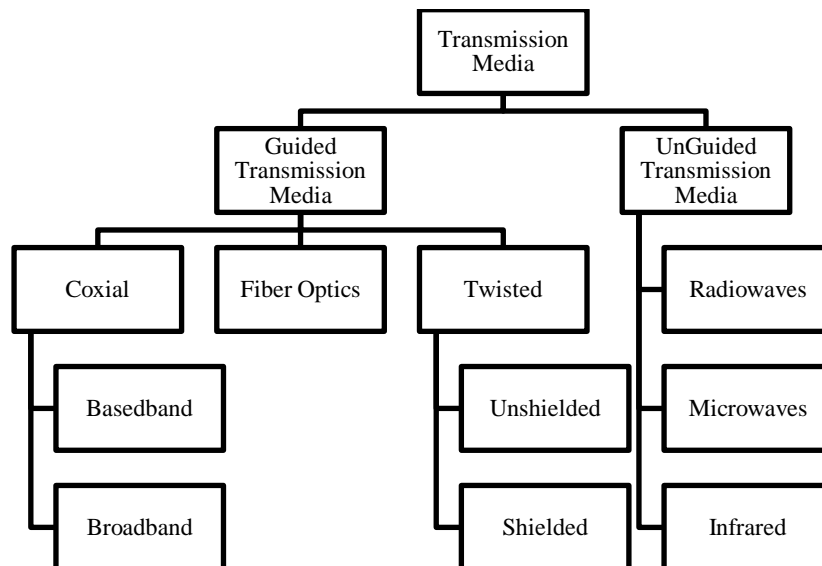 Transmission
Media
Guided
Transmission
Media
UnGuided
Transmission
Media
Coxial
Fiber Optics
Twisted
Radiowaves
Basedband
Unshielded
Microwaves
Broadband
Shielded
Infrared